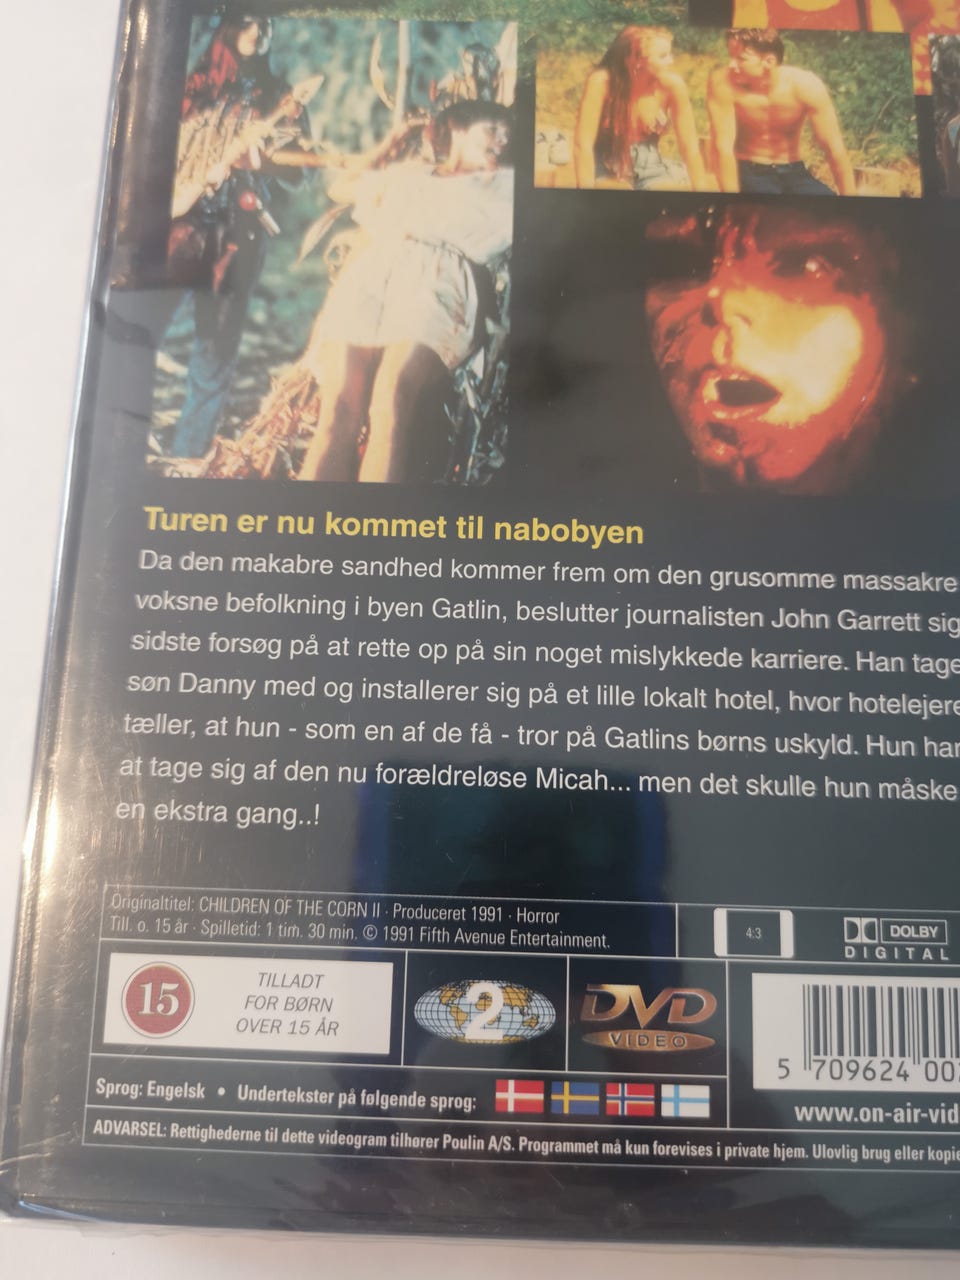 Turen er nu kommet til nabobyen
Da den makabre sandhed kommer frem om den grusomme massakre
voksne befolkning i byen Gatlin, beslutter journalisten John Garrett sig
sidste forsøg på at rette op på sin noget mislykkede karriere. Han tage
søn Danny med og installerer sig på et lille lokalt hotel, hvor hotelejere
tæller, at hun - som en af de få - tror på Gatlins børns uskyld. Hun har
at tage sig af den nu forældreløse Micah... men det skulle hun måske
en ekstra gang..!
Originaltitel: CHILDREN OF THE CORN II · Produceret 1991 · Horror
Till. o. 15 år · Spilletid: 1 tim. 30 min. © 1991 Fifth Avenue Entertainment.
4:3
DOLBY
DIGITAL
15
TILLADT
FOR BØRN
OVER 15 ÅR
2
DVD
VIDEO
5 709624 00
www.on-air-vid
Sprog: Engelsk • Undertekster på følgende sprog:
ADVARSEL: Rettighederne til dette videogram tilhører Poulin A/S. Programmet må kun forevises i private hjem. Ulovlig brug eller kopie